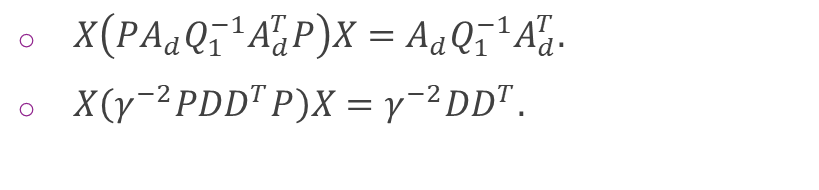 ○ X(PA_dQ_1^{-1}A_d^TP)X = A_dQ_1^{-1}A_d^T.
○ X(γ^{-2}PDD^TP)X = γ^{-2}DD^T.